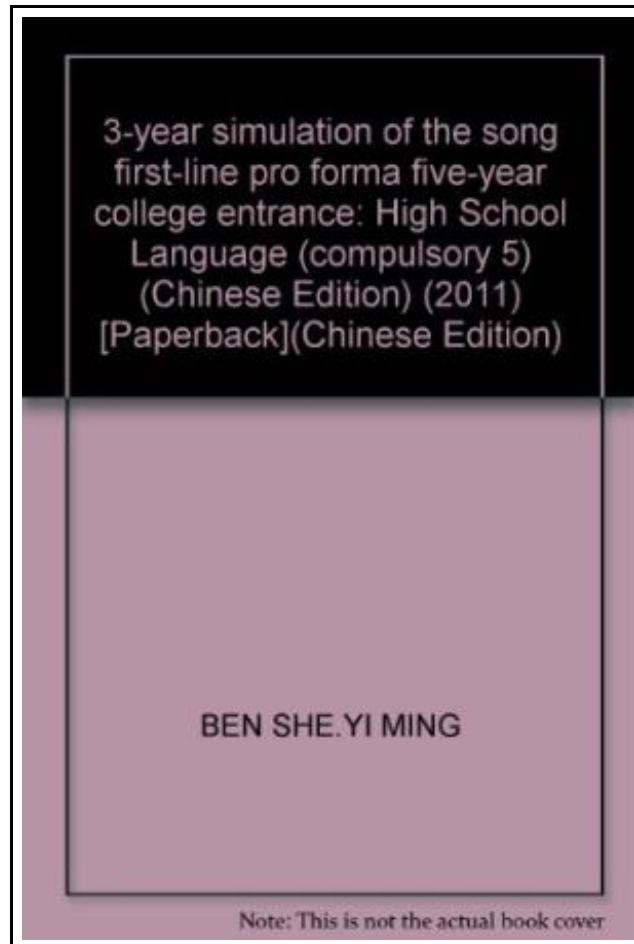 3-year simulation of the song
first-line pro forma five-year
college entrance: High School
Language (compulsory 5)
(Chinese Edition) (2011)
[Paperback](Chinese Edition)
BEN SHE.YI MING
Note: This is not the actual book cover